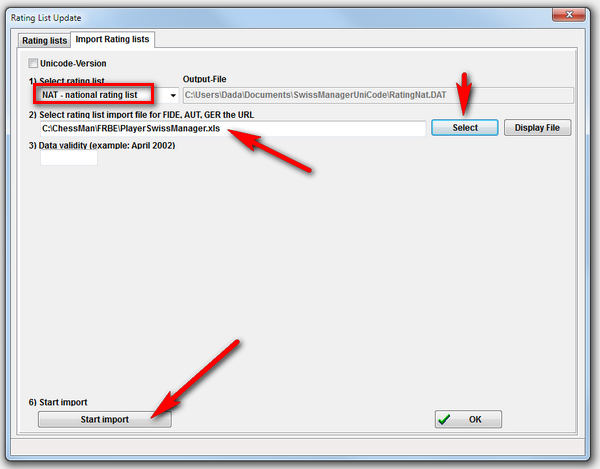 Rating List Update
Rating lists
Import Rating lists
Unicode-Version
1) Select rating list
Output-File
NAT - national rating list
C:\Users\Dada\Documents\SwissManagerUniCode\RatingNat.DAT
2) Select rating list import file for FIDE, AUT, GER the URL
C:\ChessMan\FRBE\PlayerSwissManager.xls
Select
Display File
3) Data validity (example: April 2002)
6) Start import
Start import
OK